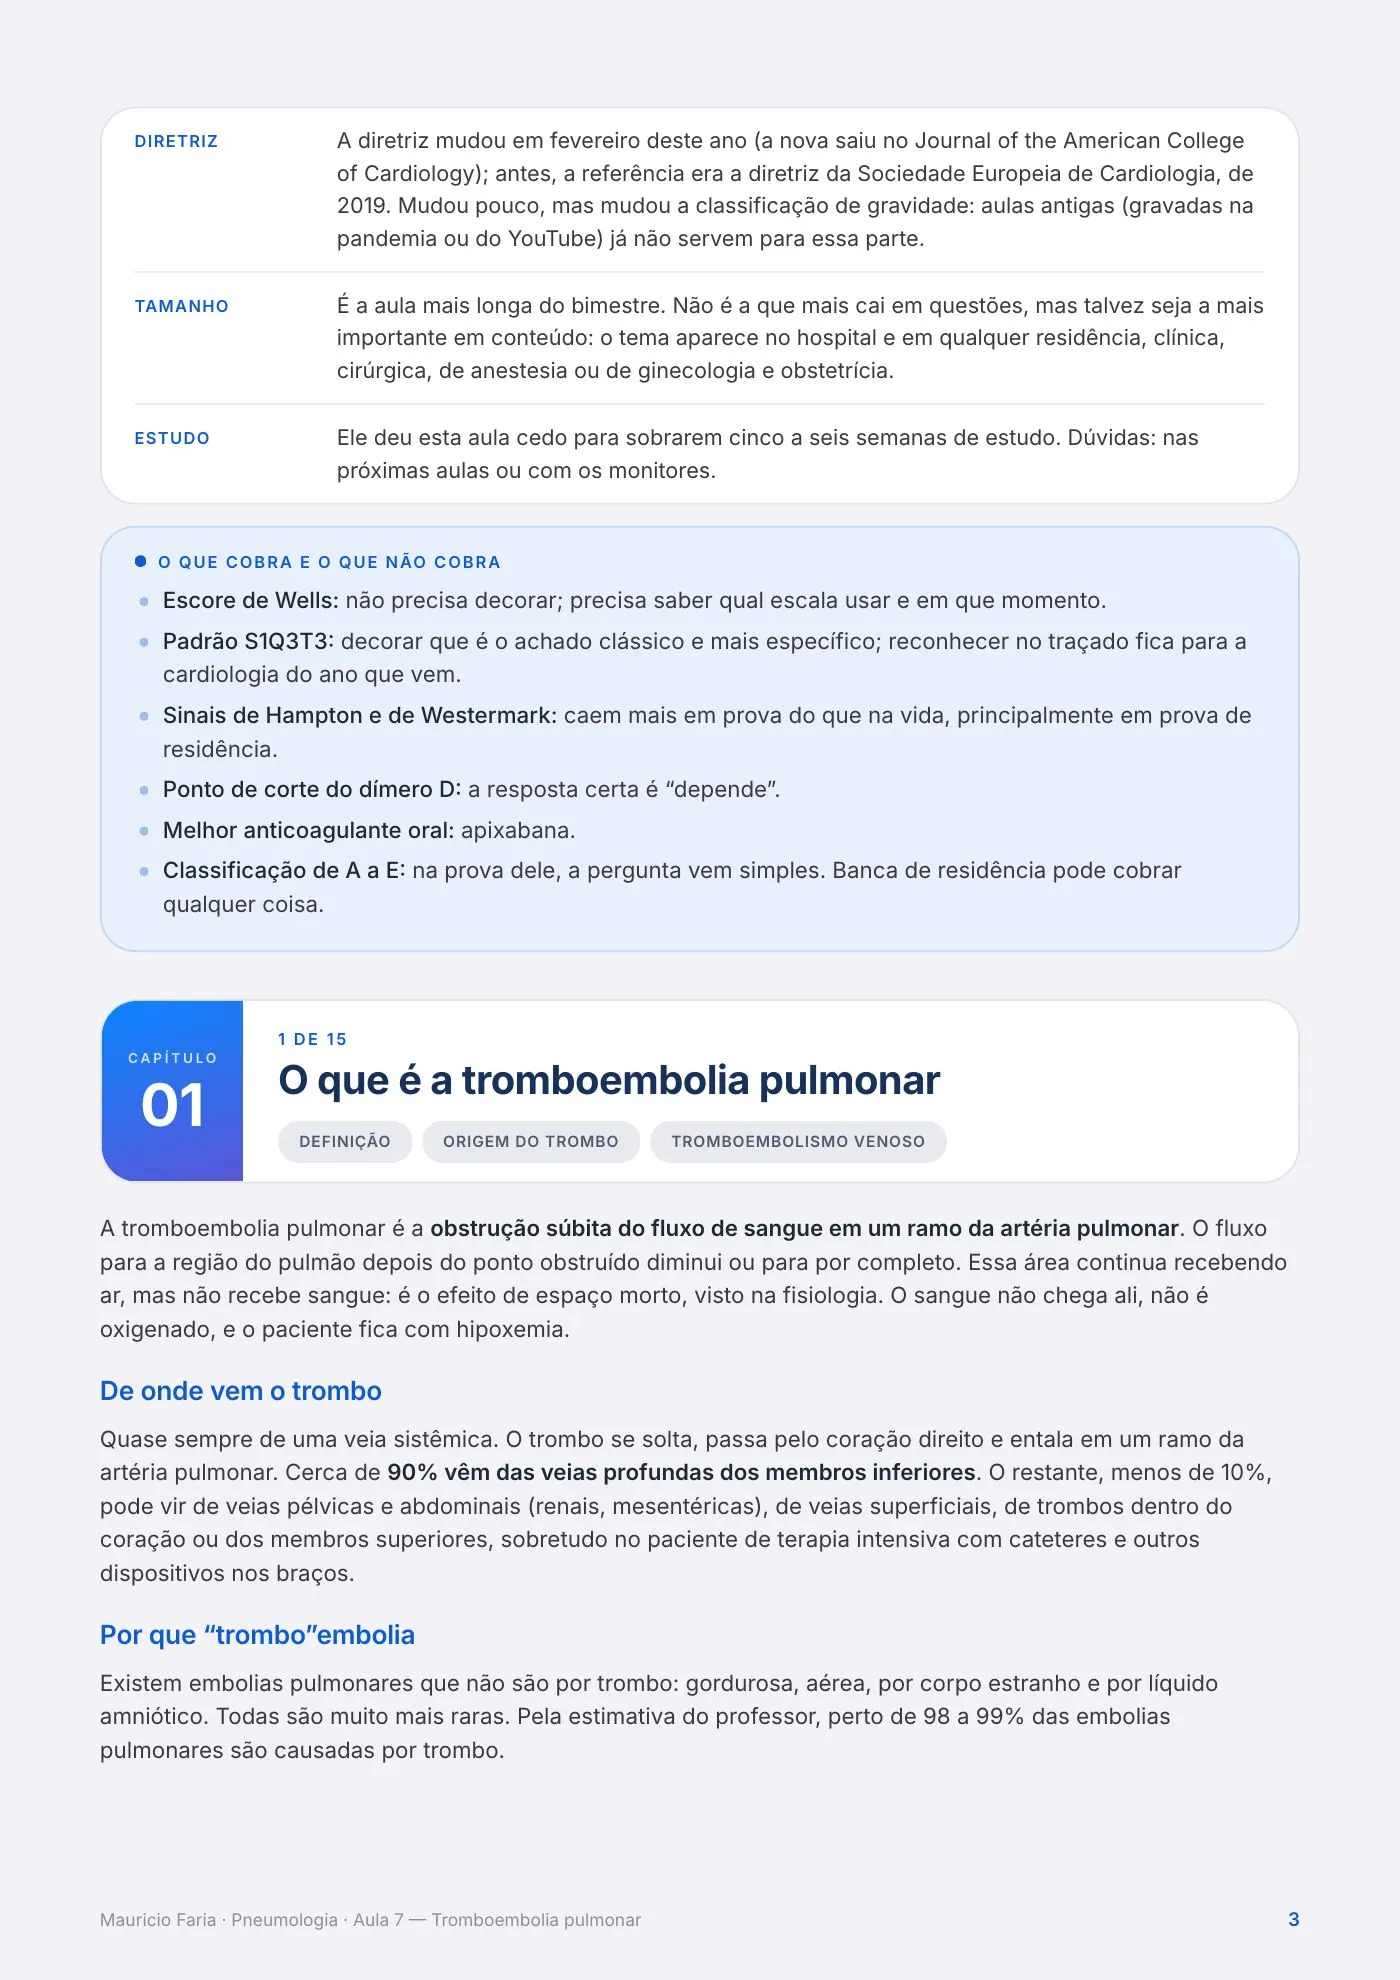 DIRETRIZ
A diretriz mudou em fevereiro deste ano (a nova saiu no Journal of the American College
of Cardiology); antes, a referência era a diretriz da Sociedade Europeia de Cardiologia, de
2019. Mudou pouco, mas mudou a classificação de gravidade: aulas antigas (gravadas na
pandemia ou do YouTube) já não servem para essa parte.
TAMANHO
É a aula mais longa do bimestre. Não é a que mais cai em questões, mas talvez seja a mais
importante em conteúdo: o tema aparece no hospital e em qualquer residência, clínica,
cirúrgica, de anestesia ou de ginecologia e obstetrícia.
ESTUDO
Ele deu esta aula cedo para sobrarem cinco a seis semanas de estudo. Dúvidas: nas
próximas aulas ou com os monitores.
O QUE COBRA E O QUE NÃO COBRA
Escore de Wells: não precisa decorar; precisa saber qual escala usar e em que momento.
Padrão S1Q3T3: decorar que é o achado clássico e mais específico; reconhecer no traçado fica para a
cardiologia do ano que vem.
Sinais de Hampton e de Westermark: caem mais em prova do que na vida, principalmente em prova de
residência.
Ponto de corte do dímero D: a resposta certa é “depende”.
Melhor anticoagulante oral: apixabana.
Classificação de A a E: na prova dele, a pergunta vem simples. Banca de residência pode cobrar
qualquer coisa.
CAPÍTULO
01
1 DE 15
O que é a tromboembolia pulmonar
DEFINIÇÃO ORIGEM DO TROMBO TROMBOEMBOLISMO VENOSO
A tromboembolia pulmonar é a obstrução súbita do fluxo de sangue em um ramo da artéria pulmonar. O fluxo
para a região do pulmão depois do ponto obstruído diminui ou para por completo. Essa área continua recebendo
ar, mas não recebe sangue: é o efeito de espaço morto, visto na fisiologia. O sangue não chega ali, não é
oxigenado, e o paciente fica com hipoxemia.
De onde vem o trombo
Quase sempre de uma veia sistêmica. O trombo se solta, passa pelo coração direito e entala em um ramo da
artéria pulmonar. Cerca de 90% vêm das veias profundas dos membros inferiores. O restante, menos de 10%,
pode vir de veias pélvicas e abdominais (renais, mesentéricas), de veias superficiais, de trombos dentro do
coração ou dos membros superiores, sobretudo no paciente de terapia intensiva com cateteres e outros
dispositivos nos braços.
Por que “trombo”embolia
Existem embolias pulmonares que não são por trombo: gordurosa, aérea, por corpo estranho e por líquido
amniótico. Todas são muito mais raras. Pela estimativa do professor, perto de 98 a 99% das embolias
pulmonares são causadas por trombo.
Mauricio Faria · Pneumologia · Aula 7 — Tromboembolia pulmonar
3